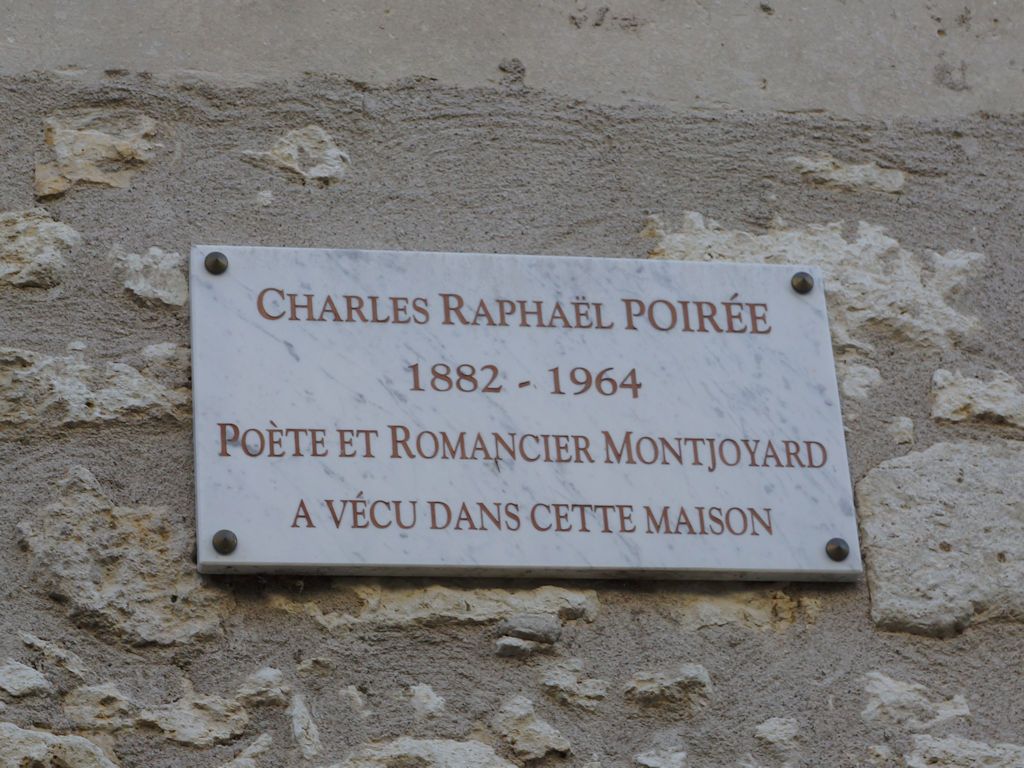 CHARLES RAPHAËL POIRÉE
1882 - 1964
POÈTE ET ROMANCIER MONTJOYARD
A VÉCU DANS CETTE MAISON